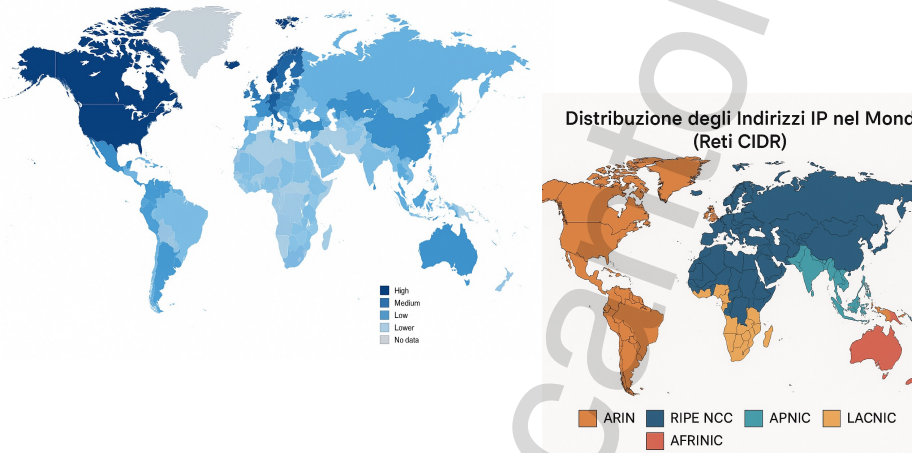 High
Medium
Low
Lower
No data
Distribuzione degli Indirizzi IP nel Mond
(Reti CIDR)
ARIN
RIPE NCC
APNIC
LACNIC
AFRINIC